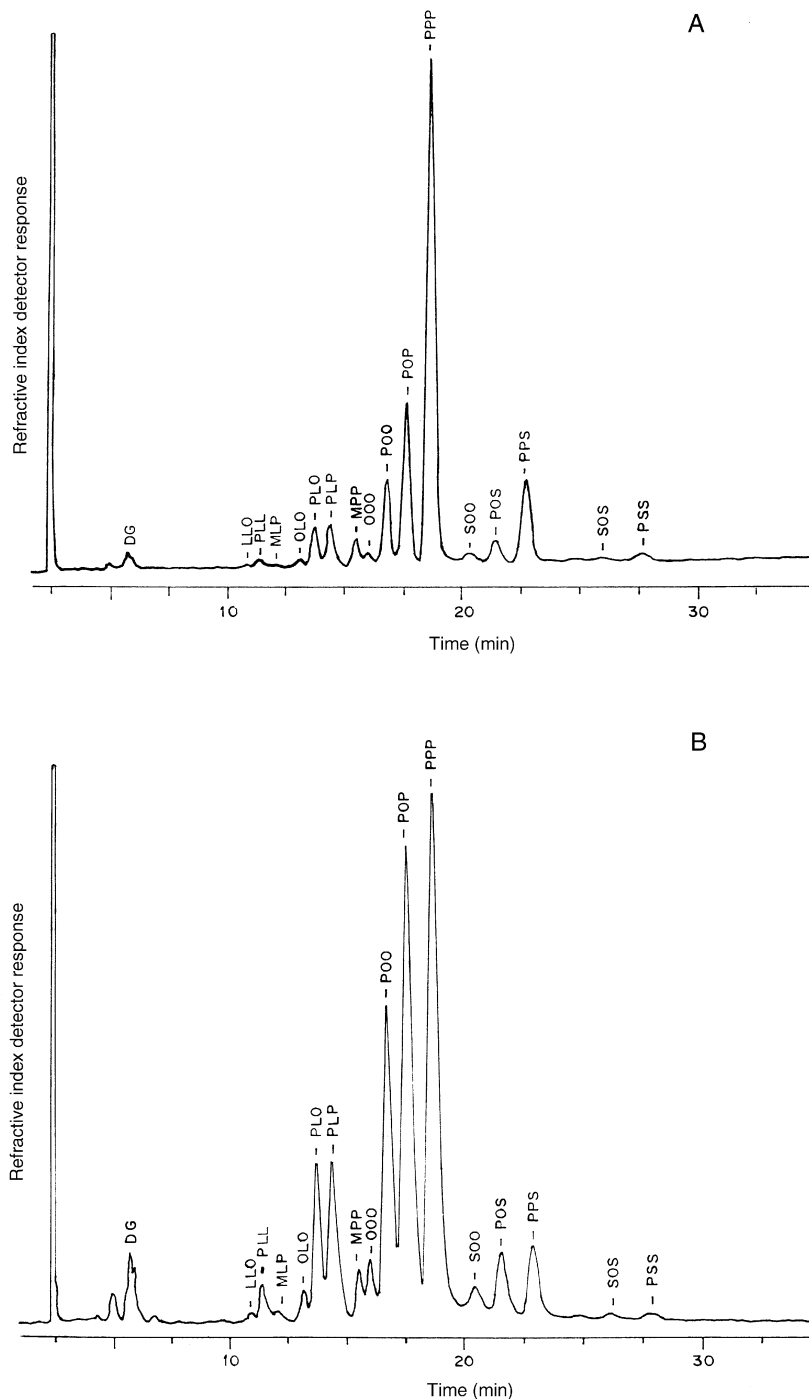 A
Refractive index detector response
DG
LLO
PLL
MLP
OLO
PLO
PLP
MPP
OOO
POO
POP
PPP
SOO
POS
PPS
SOS
PSS
10
20
30
Time (min)
B
Refractive index detector response
DG
LLO
PLL
MLP
OLO
PLO
PLP
MPP
OOO
POO
POP
PPP
SOO
POS
PPS
SOS
PSS
10
20
30
Time (min)